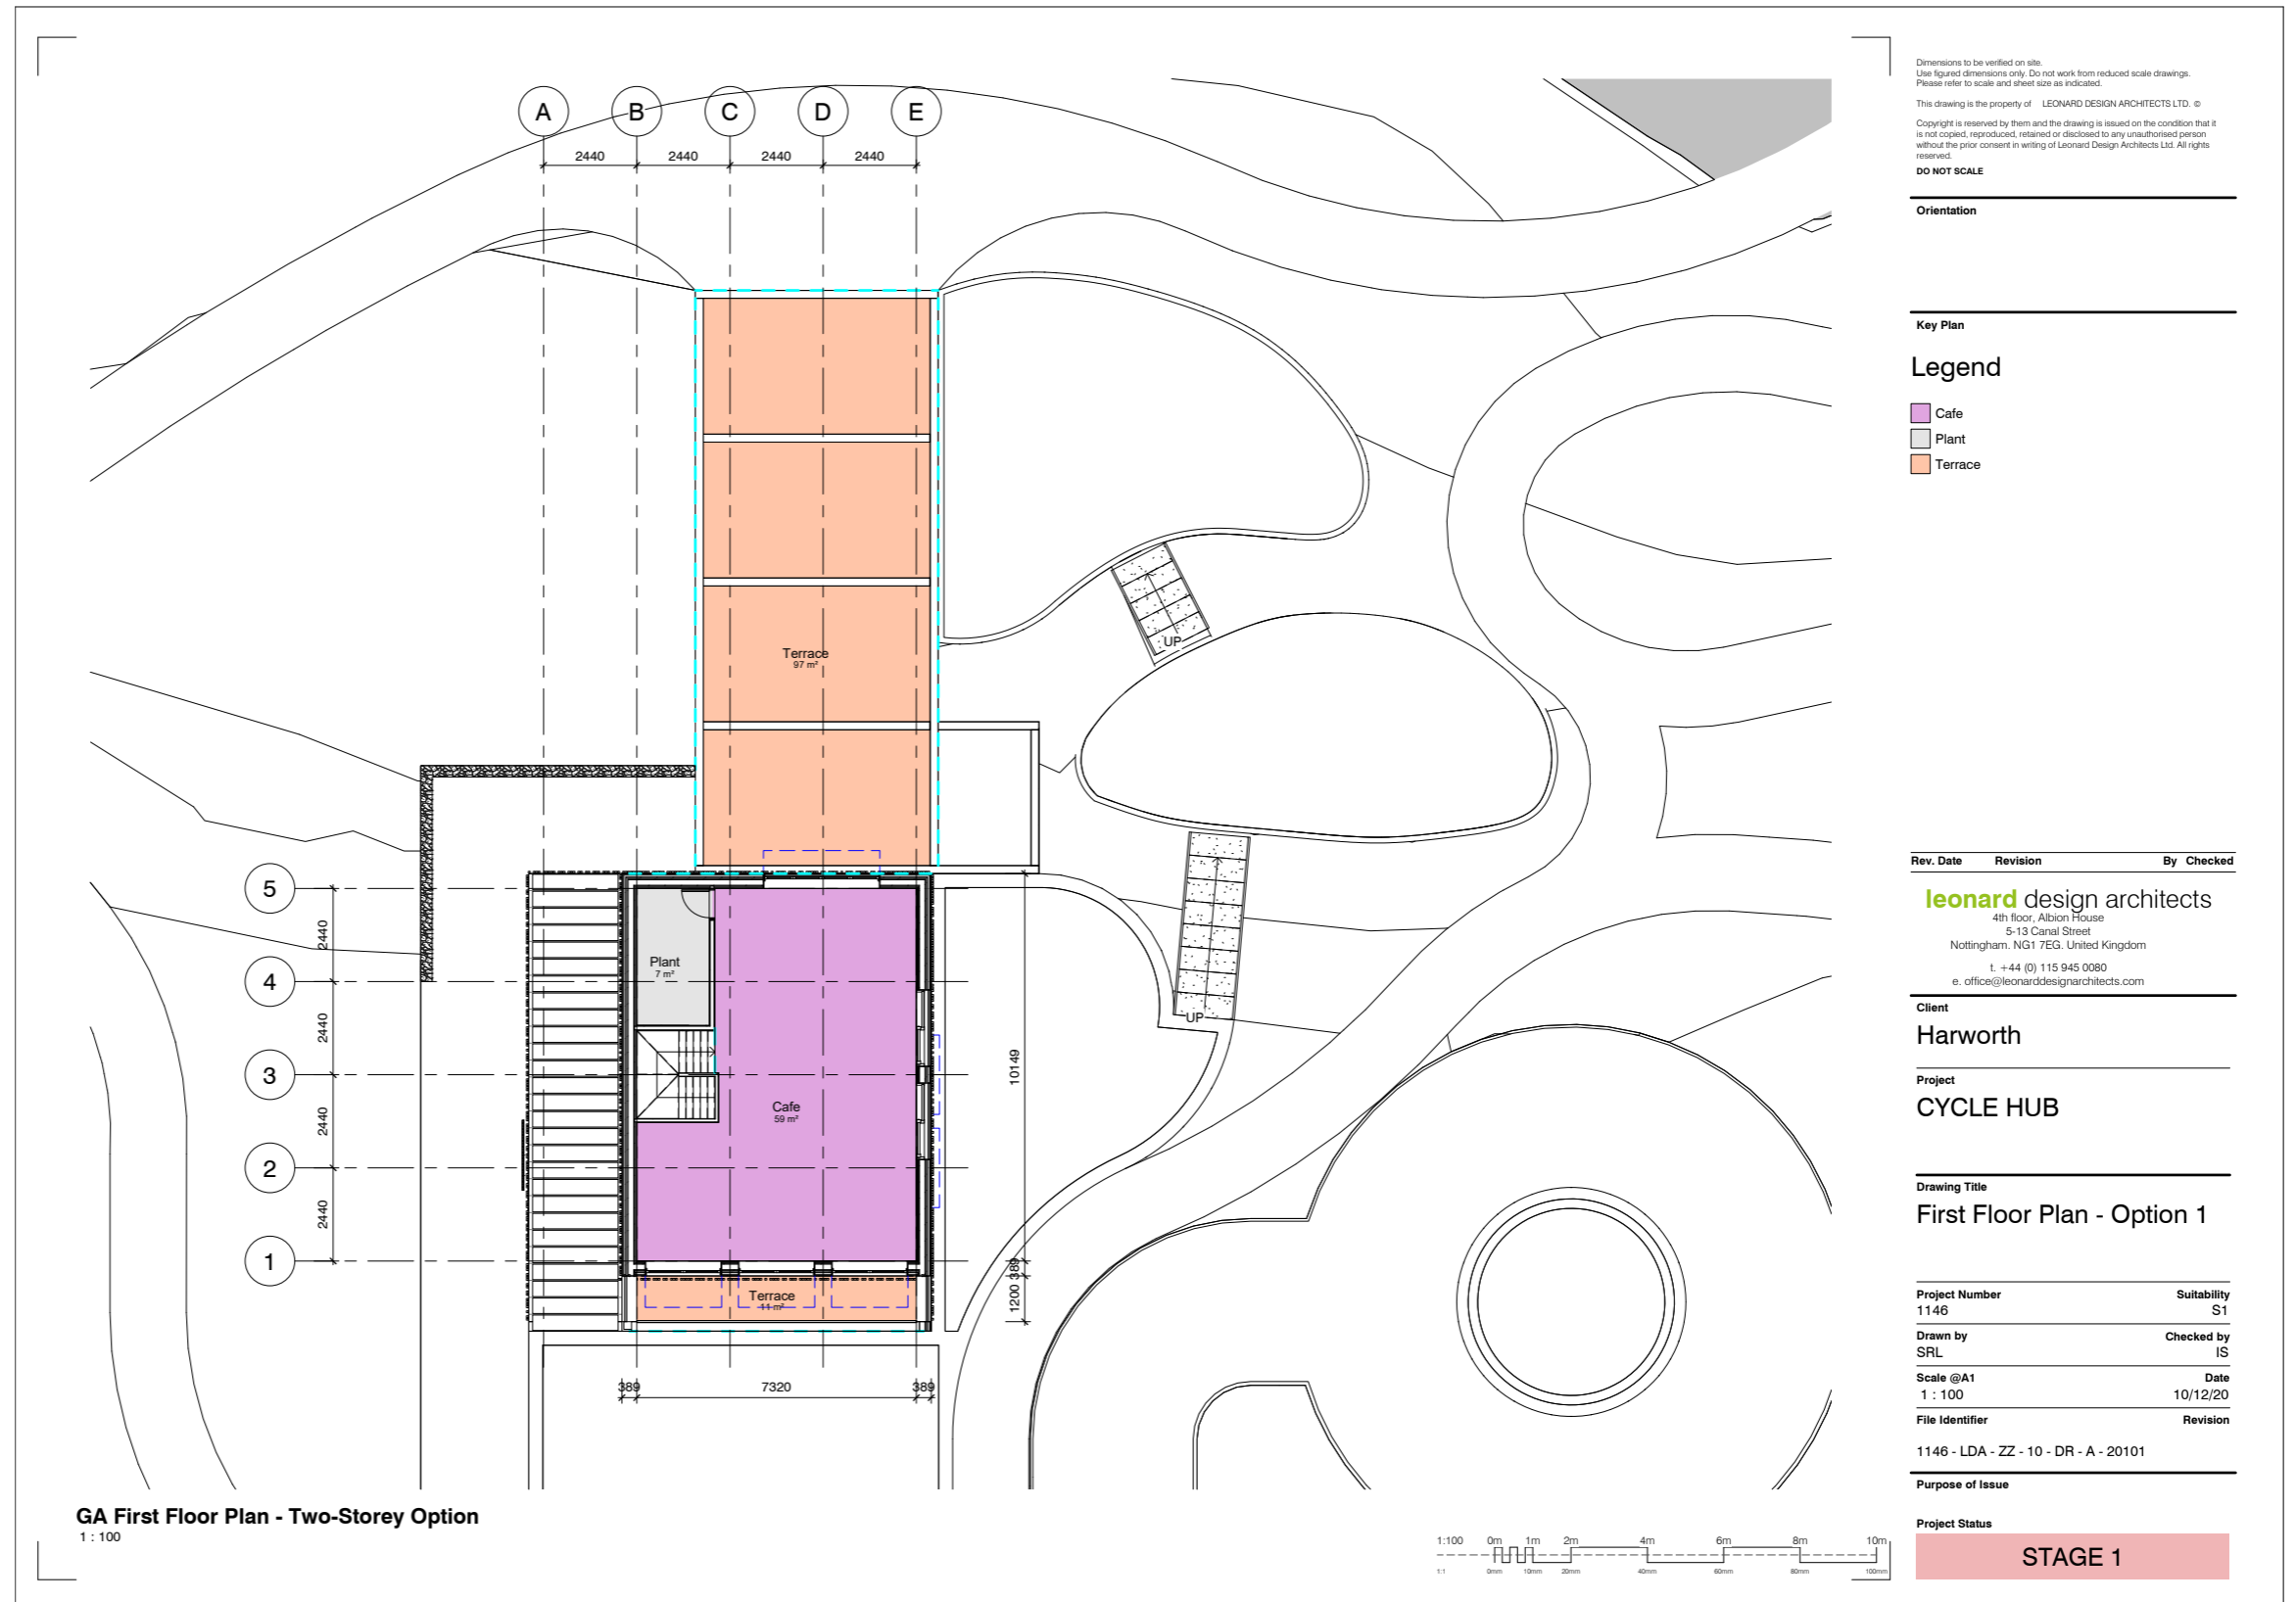 A B C D E
2440 2440 2440 2440
Terrace
97 m²
UP
UP
5
4
3
2
1
2440
2440
2440
2440
Plant
7 m²
Cafe
59 m²
Terrace
11 m²
10149
389
1200
389 7320 389
GA First Floor Plan - Two-Storey Option
1 : 100
1:100 0m 1m 2m 4m 6m 8m 10m
1:1 0mm 10mm 20mm 40mm 60mm 80mm 100mm
Dimensions to be verified on site.
Use figured dimensions only. Do not work from reduced scale drawings.
Please refer to scale and sheet size as indicated.
This drawing is the property of LEONARD DESIGN ARCHITECTS LTD. ©
Copyright is reserved by them and the drawing is issued on the condition that it
is not copied, reproduced, retained or disclosed to any unauthorised person
without the prior consent in writing of Leonard Design Architects Ltd. All rights
reserved.
DO NOT SCALE
Orientation
Key Plan
Legend
Cafe
Plant
Terrace
Rev. Date Revision By Checked
leonard design architects
4th floor, Albion House
5-13 Canal Street
Nottingham. NG1 7EG. United Kingdom
t. +44 (0) 115 945 0080
e. office@leonarddesignarchitects.com
Client
Harworth
Project
CYCLE HUB
Drawing Title
First Floor Plan - Option 1
Project Number Suitability
1146 S1
Drawn by Checked by
SRL IS
Scale @A1 Date
1 : 100 10/12/20
File Identifier Revision
1146 - LDA - ZZ - 10 - DR - A - 20101
Purpose of Issue
Project Status
STAGE 1